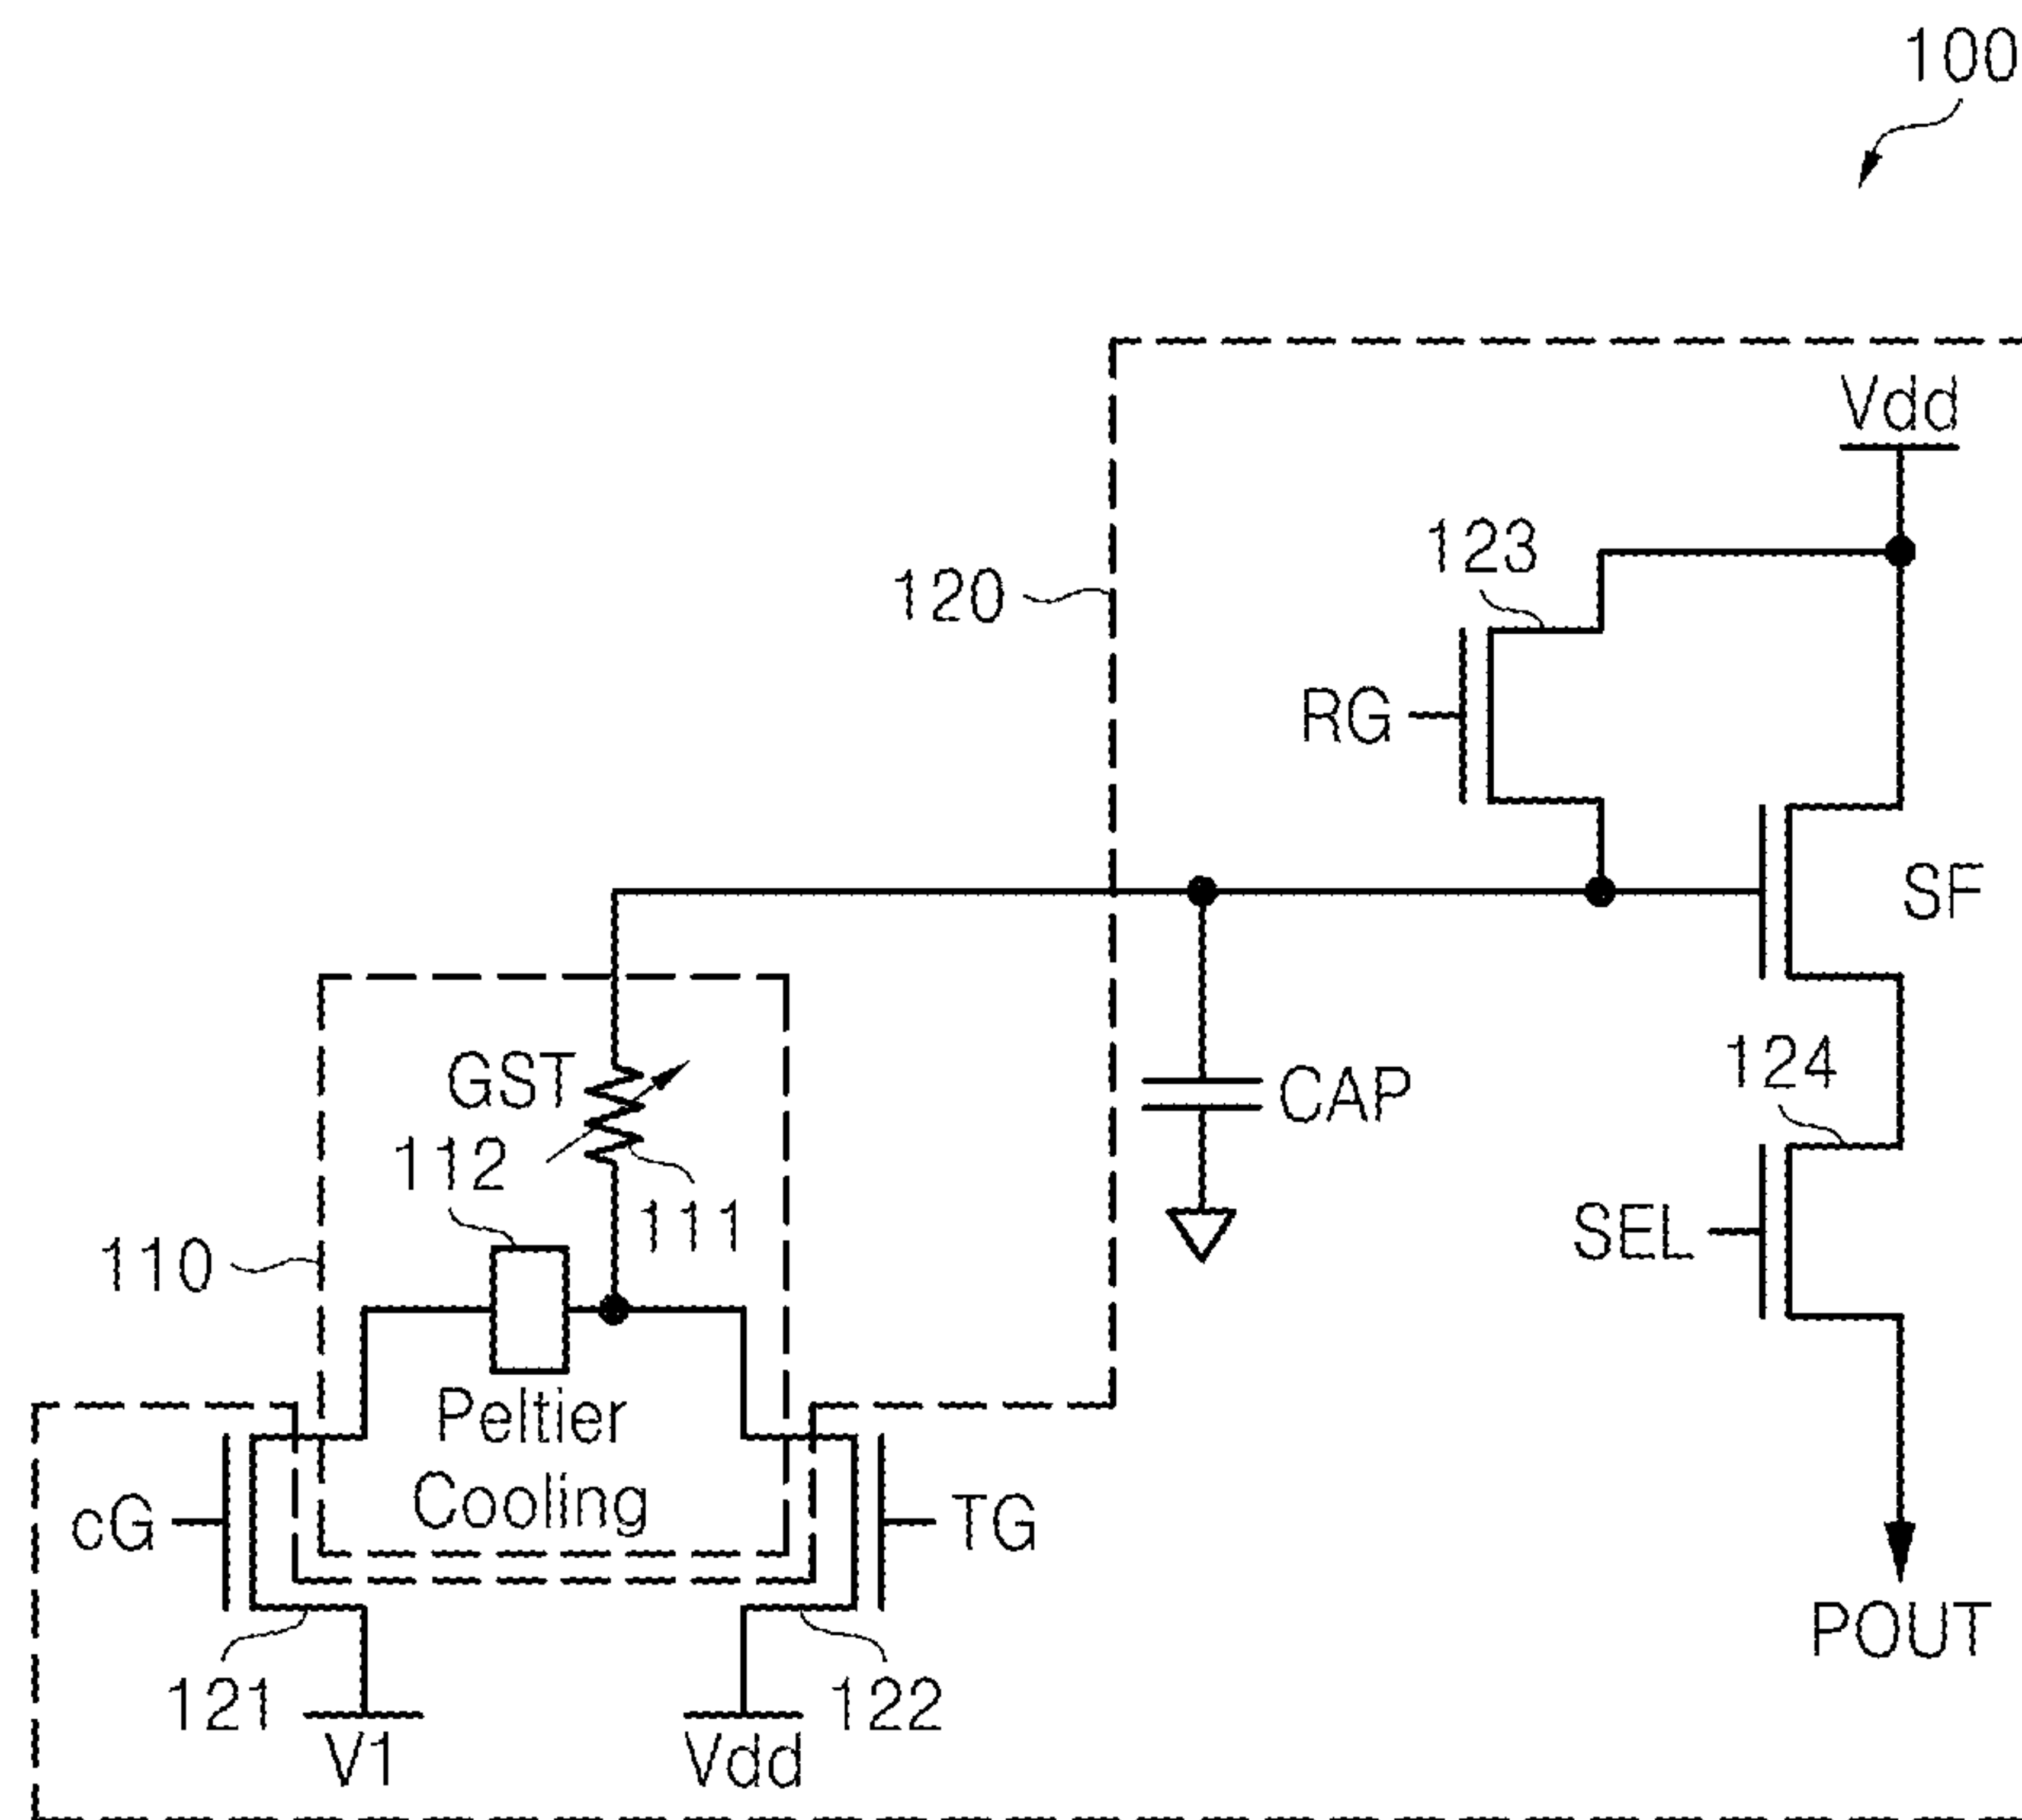 100
Vdd
123
120
RG
SF
GST
124
CAP
112
111
SEL
110
Peltier
Cooling
cG
TG
POUT
121
122
V1
Vdd